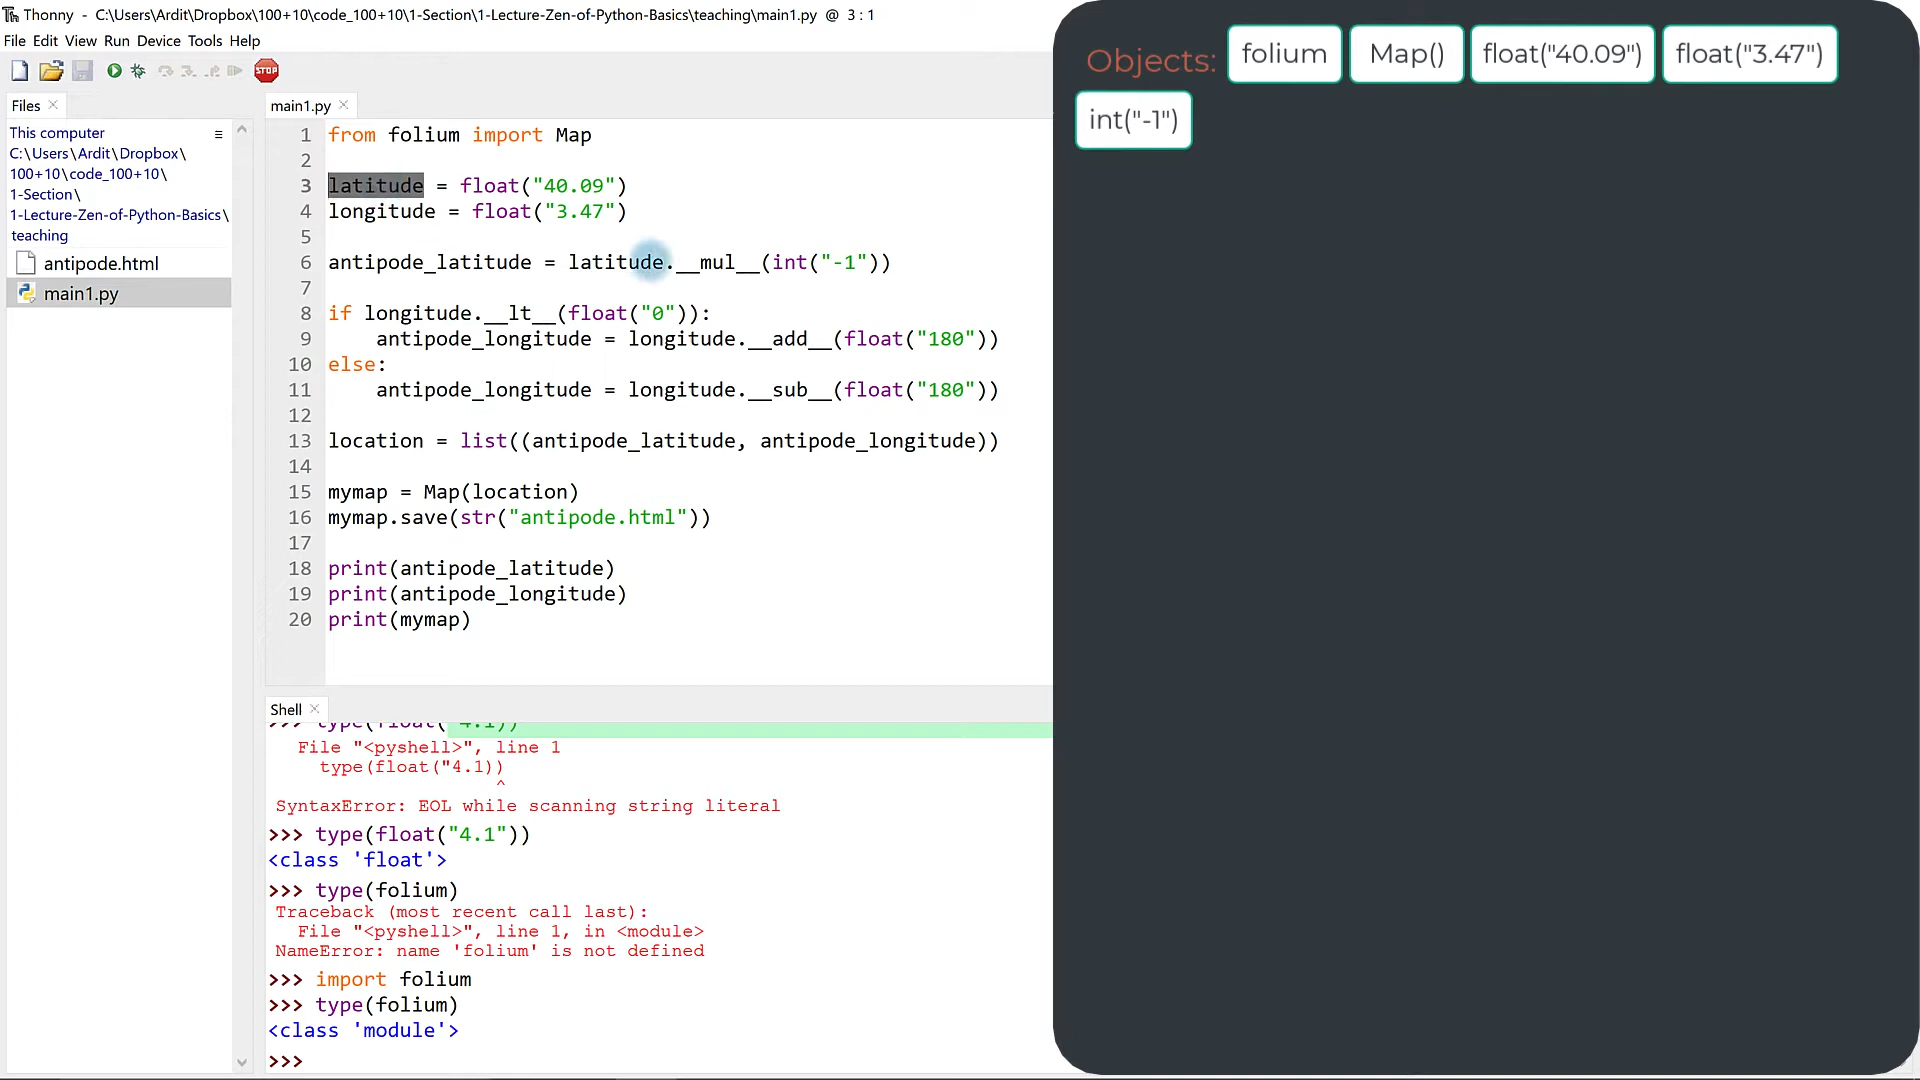 Thonny - C:\Users\Ardit\Dropbox\100+10\code_100+10\1-Section\1-Lecture-Zen-of-Python-Basics\teaching\main1.py @ 3 : 1
File Edit View Run Device Tools Help
STOP
Files
This computer
C:\Users\Ardit\Dropbox\
100+10\code_100+10\
1-Section\
1-Lecture-Zen-of-Python-Basics\
teaching
antipode.html
main1.py
main1.py
1 from folium import Map
2
3 latitude = float("40.09")
4 longitude = float("3.47")
5
6 antipode_latitude = latitude.__mul__(int("-1"))
7
8 if longitude.__lt__(float("0")):
9     antipode_longitude = longitude.__add__(float("180"))
10 else:
11     antipode_longitude = longitude.__sub__(float("180"))
12
13 location = list((antipode_latitude, antipode_longitude))
14
15 mymap = Map(location)
16 mymap.save(str("antipode.html"))
17
18 print(antipode_latitude)
19 print(antipode_longitude)
20 print(mymap)
Shell
>>> type(float("4.1))
File "<pyshell>", line 1
type(float("4.1))
^
SyntaxError: EOL while scanning string literal
>>> type(float("4.1"))
<class 'float'>
>>> type(folium)
Traceback (most recent call last):
File "<pyshell>", line 1, in <module>
NameError: name 'folium' is not defined
>>> import folium
>>> type(folium)
<class 'module'>
>>>
Objects: folium Map() float("40.09") float("3.47")
int("-1")